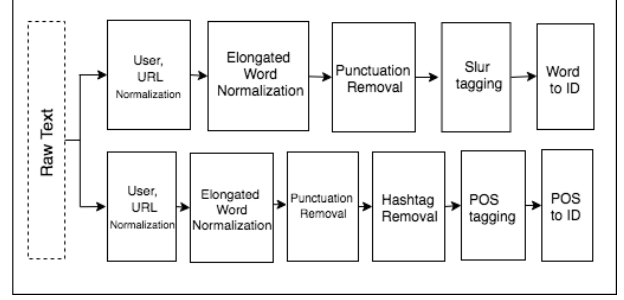 Raw Text
User,
URL
Normalization
Elongated
Word
Normalization
Punctuation
Removal
Slur
tagging
Word
to ID
User,
URL
Normalization
Elongated
Word
Normalization
Punctuation
Removal
Hashtag
Removal
POS
tagging
POS
to ID